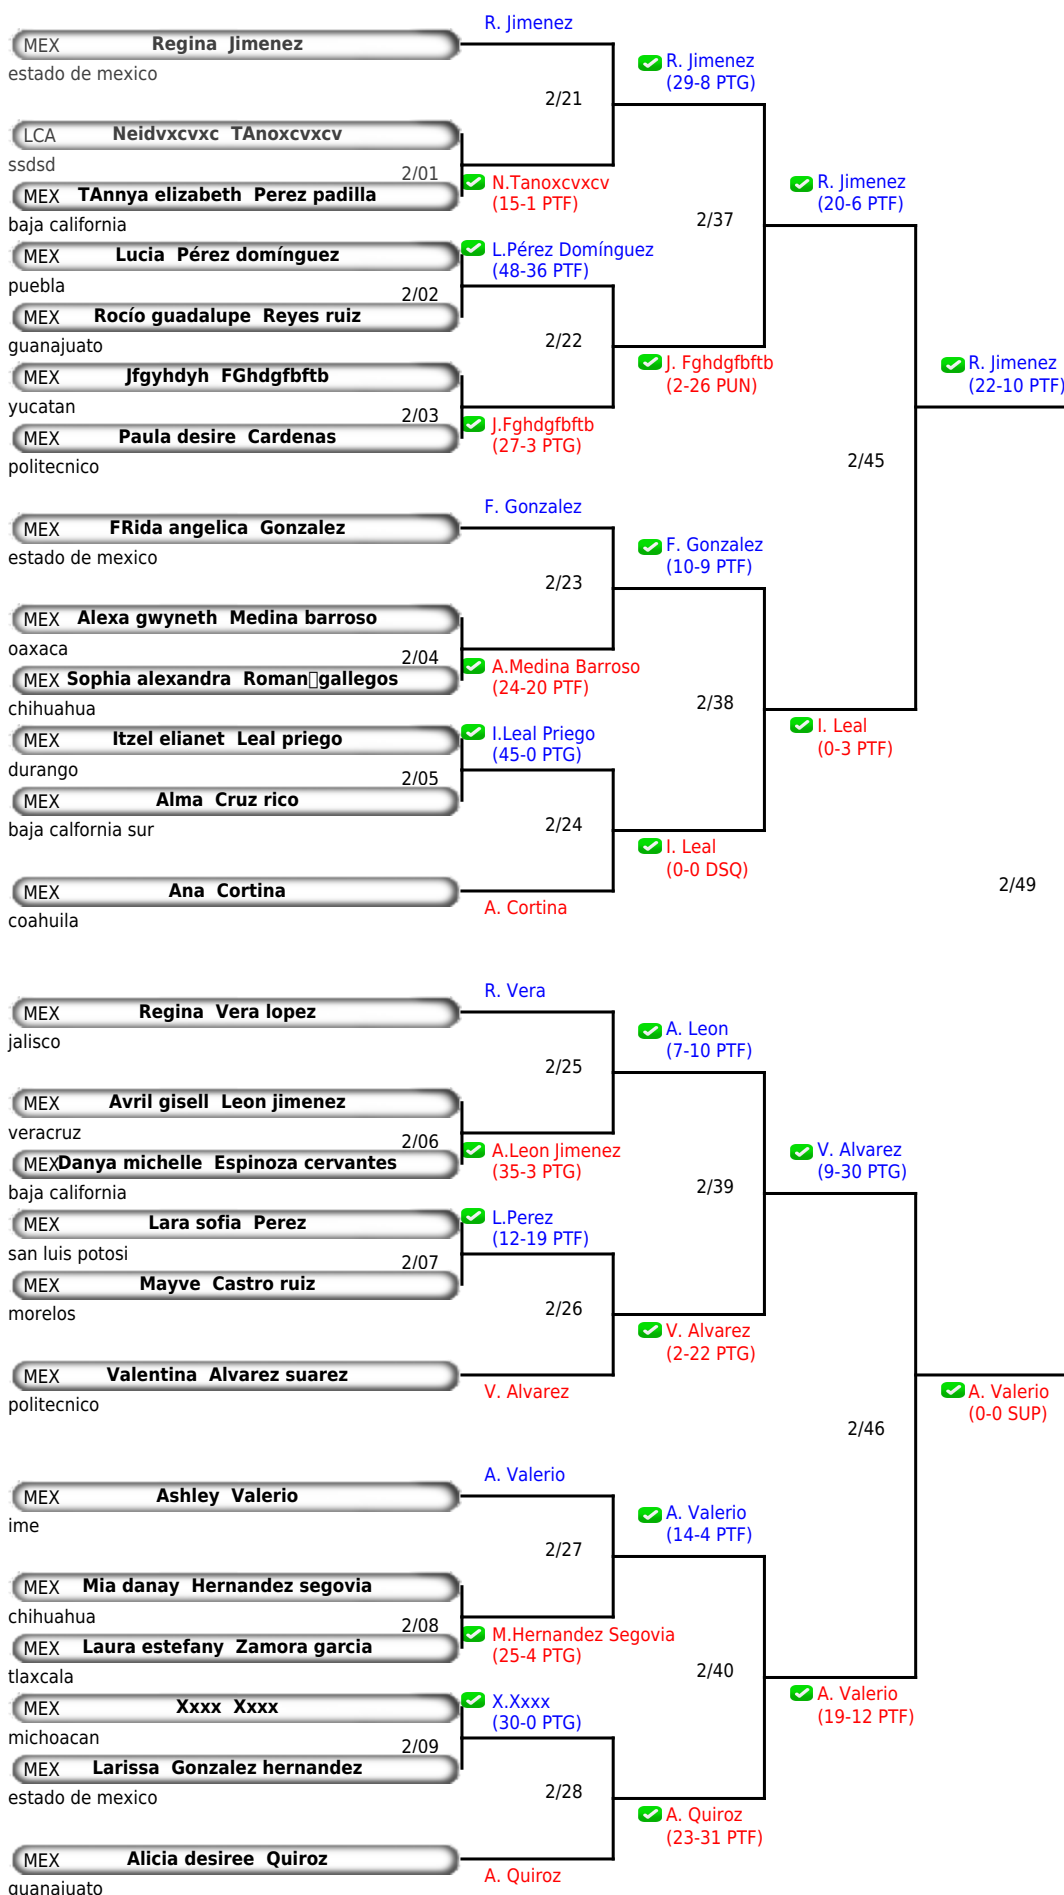 R. Jimenez
MEX Regina Jimenez
estado de mexico
R. Jimenez
(29-8 PTG)
2/21
LCA Neidvxcvxc TAnoxcvxcv
ssdsd
2/01
N.Tanoxcvxcv
(15-1 PTF)
MEX TAnnya elizabeth Perez padilla
baja california
R. Jimenez
(20-6 PTF)
2/37
MEX Lucia Pérez domínguez
puebla
L.Pérez Domínguez
(48-36 PTF)
2/02
MEX Rocío guadalupe Reyes ruiz
guanajuato
2/22
J. Fghdgfbftb
(2-26 PUN)
MEX Jfgyhdyh FGhdgfbftb
yucatan
2/03
J.Fghdgfbftb
(27-3 PTG)
MEX Paula desire Cardenas
politecnico
R. Jimenez
(22-10 PTF)
2/45
F. Gonzalez
MEX FRida angelica Gonzalez
estado de mexico
F. Gonzalez
(10-9 PTF)
2/23
MEX Alexa gwyneth Medina barroso
oaxaca
2/04
A.Medina Barroso
(24-20 PTF)
MEX Sophia alexandra Roman gallegos
chihuahua
2/38
MEX Itzel elianet Leal priego
durango
I.Leal Priego
(45-0 PTG)
I. Leal
(0-3 PTF)
2/05
MEX Alma Cruz rico
baja calfornia sur
2/24
I. Leal
(0-0 DSQ)
MEX Ana Cortina
coahuila
A. Cortina
2/49
R. Vera
MEX Regina Vera lopez
jalisco
A. Leon
(7-10 PTF)
2/25
MEX Avril gisell Leon jimenez
veracruz
2/06
A.Leon Jimenez
(35-3 PTG)
MEX Danya michelle Espinoza cervantes
baja california
V. Alvarez
(9-30 PTG)
2/39
MEX Lara sofia Perez
san luis potosi
L.Perez
(12-19 PTF)
2/07
MEX Mayve Castro ruiz
morelos
2/26
V. Alvarez
(2-22 PTG)
MEX Valentina Alvarez suarez
politecnico
V. Alvarez
A. Valerio
(0-0 SUP)
2/46
A. Valerio
MEX Ashley Valerio
ime
A. Valerio
(14-4 PTF)
2/27
MEX Mia danay Hernandez segovia
chihuahua
2/08
M.Hernandez Segovia
(25-4 PTG)
MEX Laura estefany Zamora garcia
tlaxcala
2/40
MEX Xxxx Xxxx
michoacan
X.Xxxx
(30-0 PTG)
A. Valerio
(19-12 PTF)
2/09
MEX Larissa Gonzalez hernandez
estado de mexico
2/28
A. Quiroz
(23-31 PTF)
MEX Alicia desiree Quiroz
guanajuato
A. Quiroz